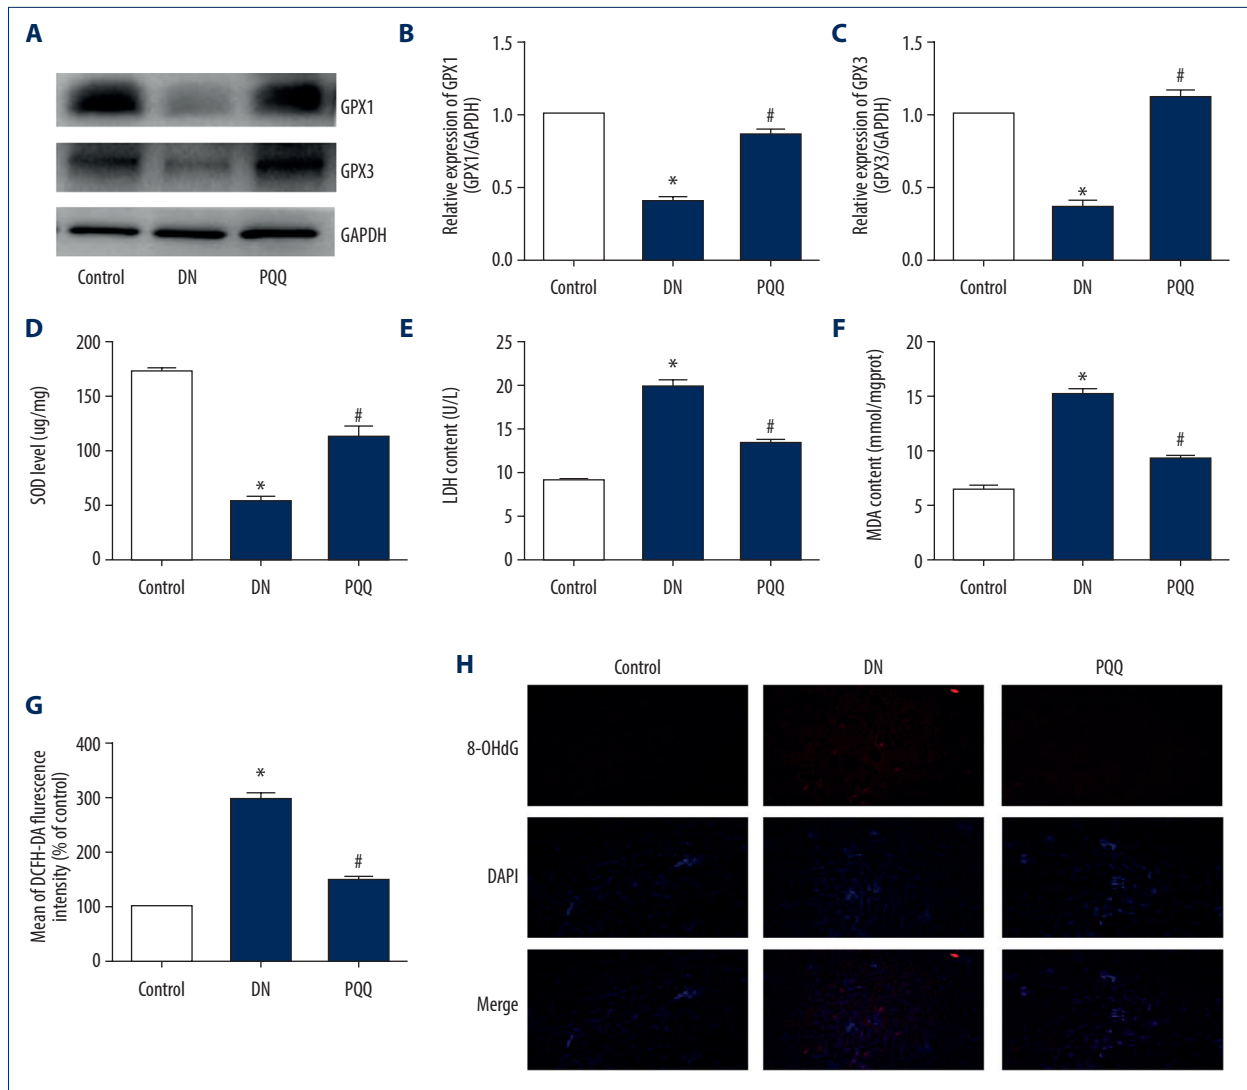 A
GPX1
GPX3
GAPDH
Control DN PQQ
B
Relative expression of GPX1
(GPX1/GAPDH)
1.5
1.0
0.5
0.0
*
#
Control DN PQQ
C
Relative expression of GPX3
(GPX3/GAPDH)
1.5
1.0
0.5
0.0
*
#
Control DN PQQ
D
SOD level (ug/mg)
200
150
100
50
0
*
#
Control DN PQQ
E
LDH content (U/L)
25
20
15
10
5
0
*
#
Control DN PQQ
F
MDA content (mmol/mgprot)
20
15
10
5
0
*
#
Control DN PQQ
G
Mean of DCFH-DA flurescence
intensity (% of control)
400
300
200
100
0
*
#
Control DN PQQ
H
Control DN PQQ
8-OHdG
DAPI
Merge